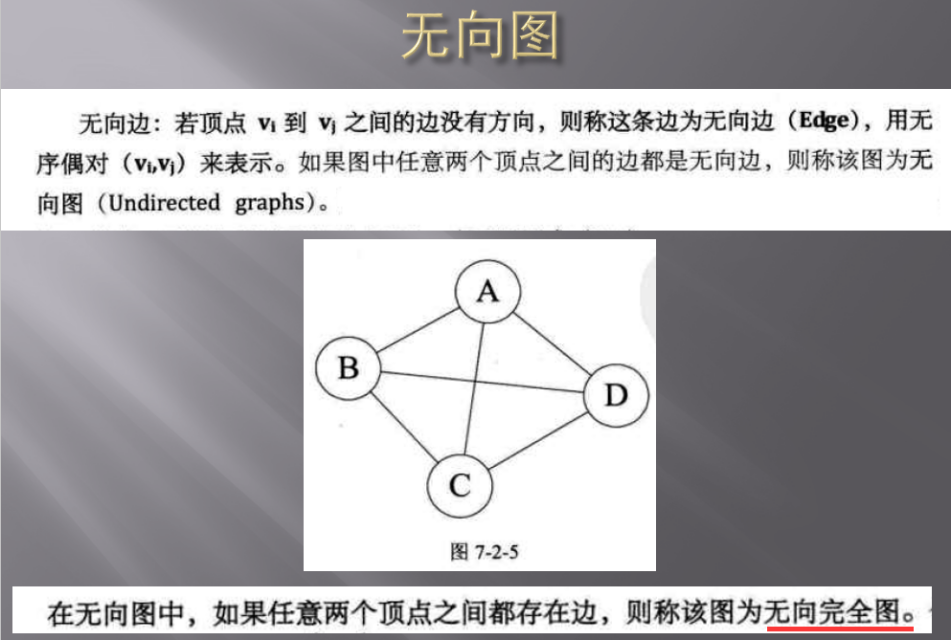 无向图
无向边：若顶点 vi 到 vj 之间的边没有方向，则称这条边为无向边（Edge），用无
序偶对（vi,vj）来表示。如果图中任意两个顶点之间的边都是无向边，则称该图为无
向图（Undirected graphs）。
A
B
D
C
图 7-2-5
在无向图中，如果任意两个顶点之间都存在边，则称该图为无向完全图。